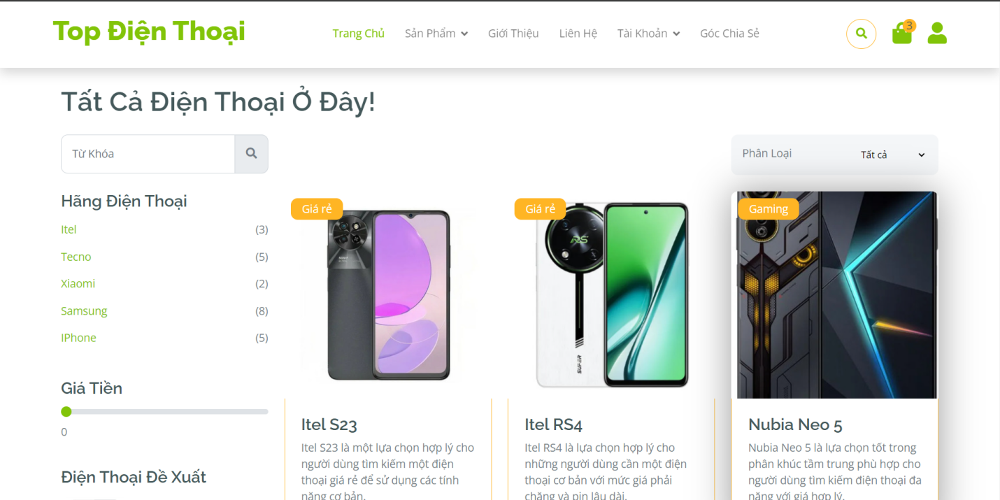 Top Điện Thoại
Trang Chủ
Sản Phẩm
Giới Thiệu
Liên Hệ
Tài Khoản
Góc Chia Sẻ
3
Tất Cả Điện Thoại Ở Đây!
Từ Khóa
Phân Loại
Tất cả
Hãng Điện Thoại
Itel (3)
Tecno (5)
Xiaomi (2)
Samsung (8)
IPhone (5)
Giá Tiền
0
Điện Thoại Đề Xuất
Giá rẻ
Itel S23
Itel S23 là một lựa chọn hợp lý cho
người dùng tìm kiếm một điện
thoại giá rẻ để sử dụng các tính
năng cơ bản.
Giá rẻ
RS
SUPER
Itel RS4
Itel RS4 là lựa chọn hợp lý cho
những người dùng cần một điện
thoại cơ bản với mức giá phải
chăng và pin lâu dài.
Gaming
Nubia Neo 5
Nubia Neo 5 là lựa chọn tốt trong
phân khúc tầm trung phù hợp cho
người dùng tìm kiếm điện thoại đa
năng với giá hợp lý.